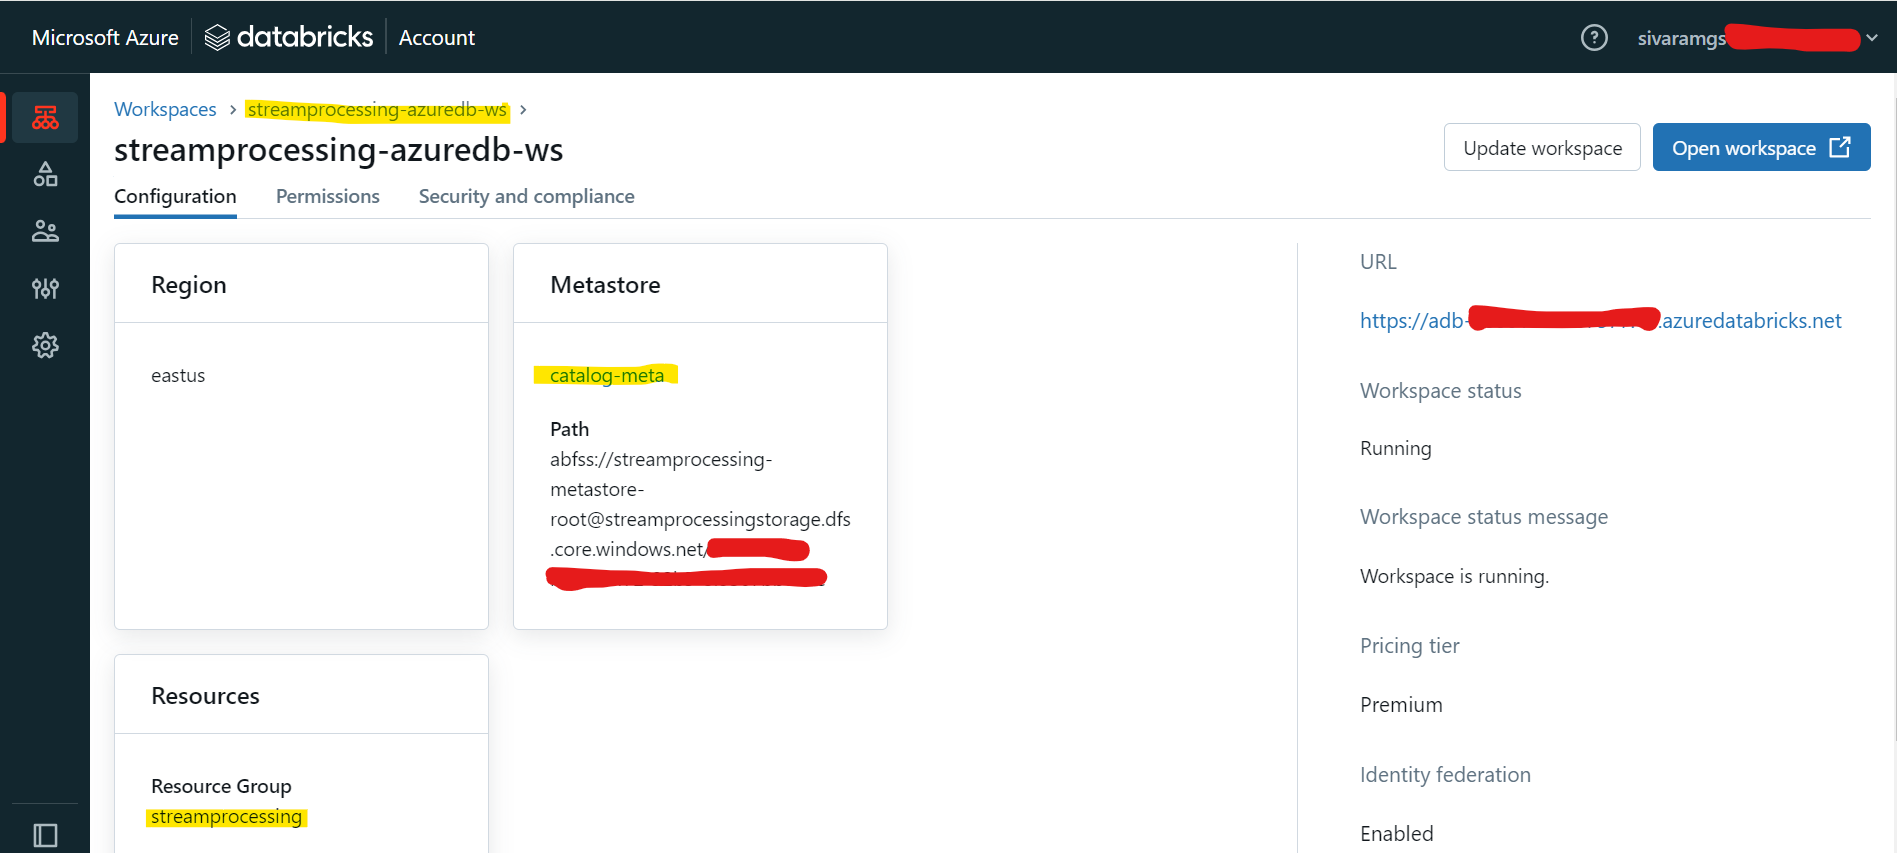 Microsoft Azure databricks Account
sivaramgs
Workspaces > streamprocessing-azuredb-ws >
streamprocessing-azuredb-ws
Update workspace
Open workspace
Configuration Permissions Security and compliance
Region
eastus
Metastore
catalog-meta
Path
abfss://streamprocessing-
metastore-
root@streamprocessingstorage.dfs
.core.windows.net/
Resources
Resource Group
streamprocessing
URL
https://adb- .azuredatabricks.net
Workspace status
Running
Workspace status message
Workspace is running.
Pricing tier
Premium
Identity federation
Enabled